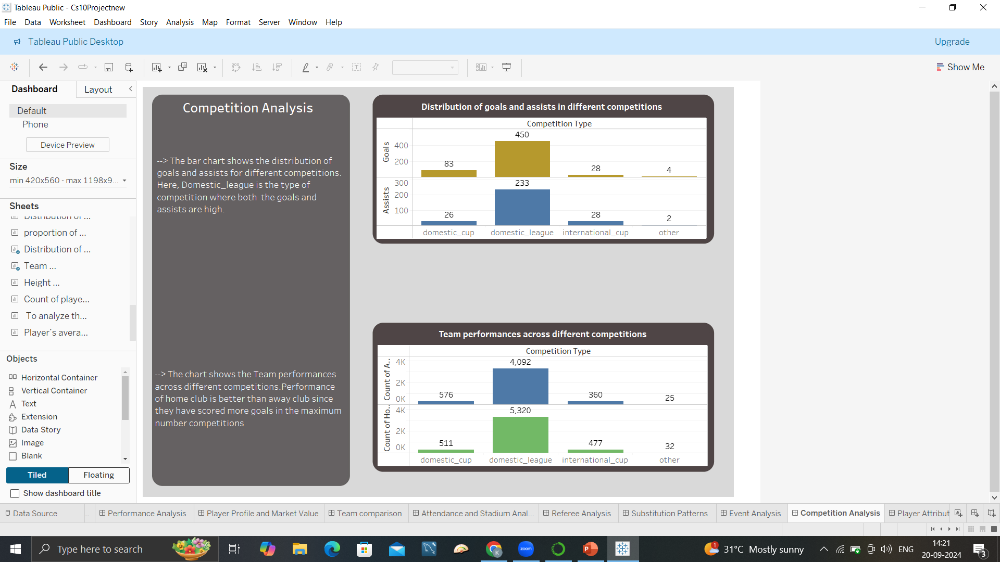 Tableau Public - Cs10Projectnew
File Data Worksheet Dashboard Story Analysis Map Format Server Window Help
Tableau Public Desktop
Upgrade
Show Me
Dashboard
Layout
Default
Phone
Device Preview
Size
min 420x560 - max 1198x9...
Sheets
Distribution of ...
proportion of ...
Distribution of ...
Team ...
Height ...
Count of playe...
To analyze th...
Player's avera...
Objects
Horizontal Container
Vertical Container
Text
Extension
Data Story
Image
Blank
Tiled
Floating
Show dashboard title
Competition Analysis
--> The bar chart shows the distribution of
goals and assists for different competitions.
Here, Domestic_league is the type of
competition where both  the goals and
assists are high.
--> The chart shows the Team performances
across different competitions.Performance
of home club is better than away club since
they have scored more goals in the maximum
number competitions
Distribution of goals and assists in different competitions
Competition Type
Goals
400
200
83
450
28
4
Assists
300
200
100
26
233
28
2
domestic_cup domestic_league international_cup other
Team performances across different competitions
Competition Type
Count of A..
4K
2K
0K
576
4,092
360
25
Count of Ho..
4K
2K
0K
511
5,320
477
32
domestic_cup domestic_league international_cup other
Data Source
..
Performance Analysis
Player Profile and Market Value
Team comparison
Attendance and Stadium Anal...
Referee Analysis
Substitution Patterns
Event Analysis
Competition Analysis
Player Attribut
Type here to search
zoom
K
P
1
31°C Mostly sunny
ENG
14:21
20-09-2024
3